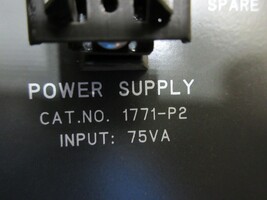 SPARE
POWER SUPPLY
CAT.NO. 1771-P2
INPUT: 75VA